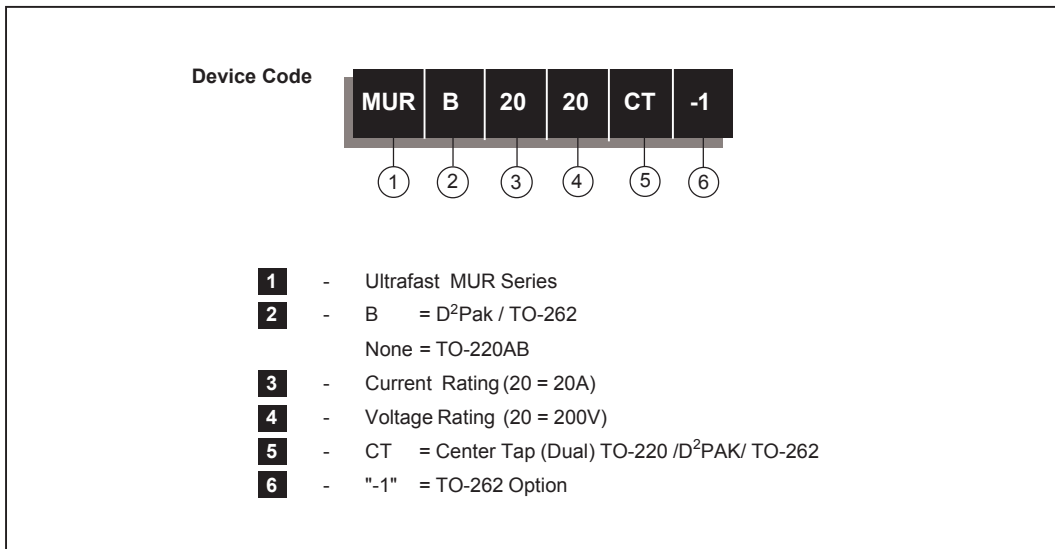 Device Code
MUR B 20 20 CT -1
1 2 3 4 5 6
1 - Ultrafast MUR Series
2 - B = D²Pak / TO-262
None = TO-220AB
3 - Current Rating (20 = 20A)
4 - Voltage Rating (20 = 200V)
5 - CT = Center Tap (Dual) TO-220 /D²PAK/ TO-262
6 - "-1" = TO-262 Option